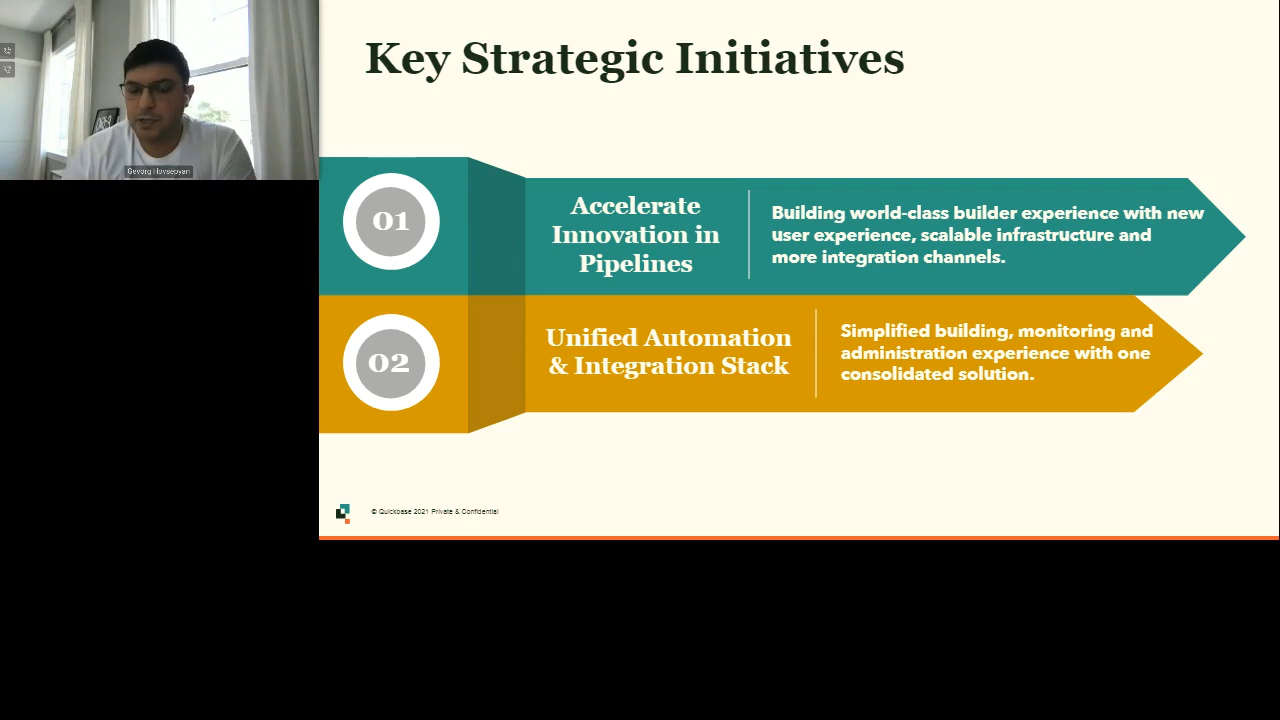 Key Strategic Initiatives
Gevorg Hovsepyan
01
Accelerate
Innovation in
Pipelines
Building world-class builder experience with new
user experience, scalable infrastructure and
more integration channels.
02
Unified Automation
& Integration Stack
Simplified building, monitoring and
administration experience with one
consolidated solution.
© Quickbase 2021 Private & Confidential